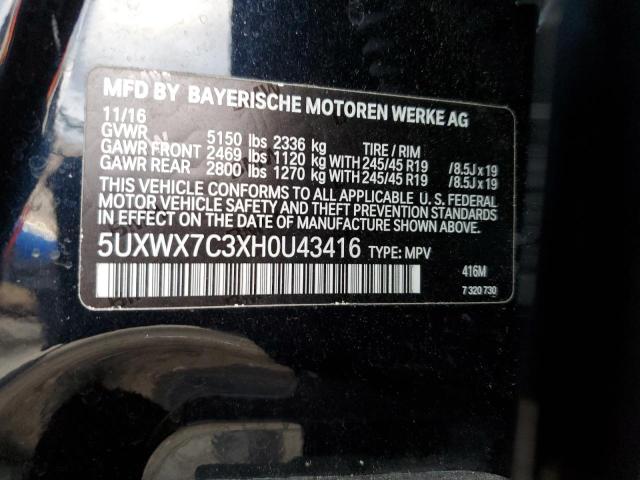 MFD BY BAYERISCHE MOTOREN WERKE AG
11/16
GVWR 5150 lbs 2336 kg TIRE / RIM
GAWR FRONT 2469 lbs 1120 kg WITH 245/45 R19 /8.5J x 19
GAWR REAR 2800 lbs 1270 kg WITH 245/45 R19 /8.5J x 19
THIS VEHICLE CONFORMS TO ALL APPLICABLE U. S. FEDERAL
MOTOR VEHICLE SAFETY AND THEFT PREVENTION STANDARDS
IN EFFECT ON THE DATE OF MANUFACTURE SHOWN ABOVE.
5UXWX7C3XH0U43416 TYPE: MPV
416M
7 320 730